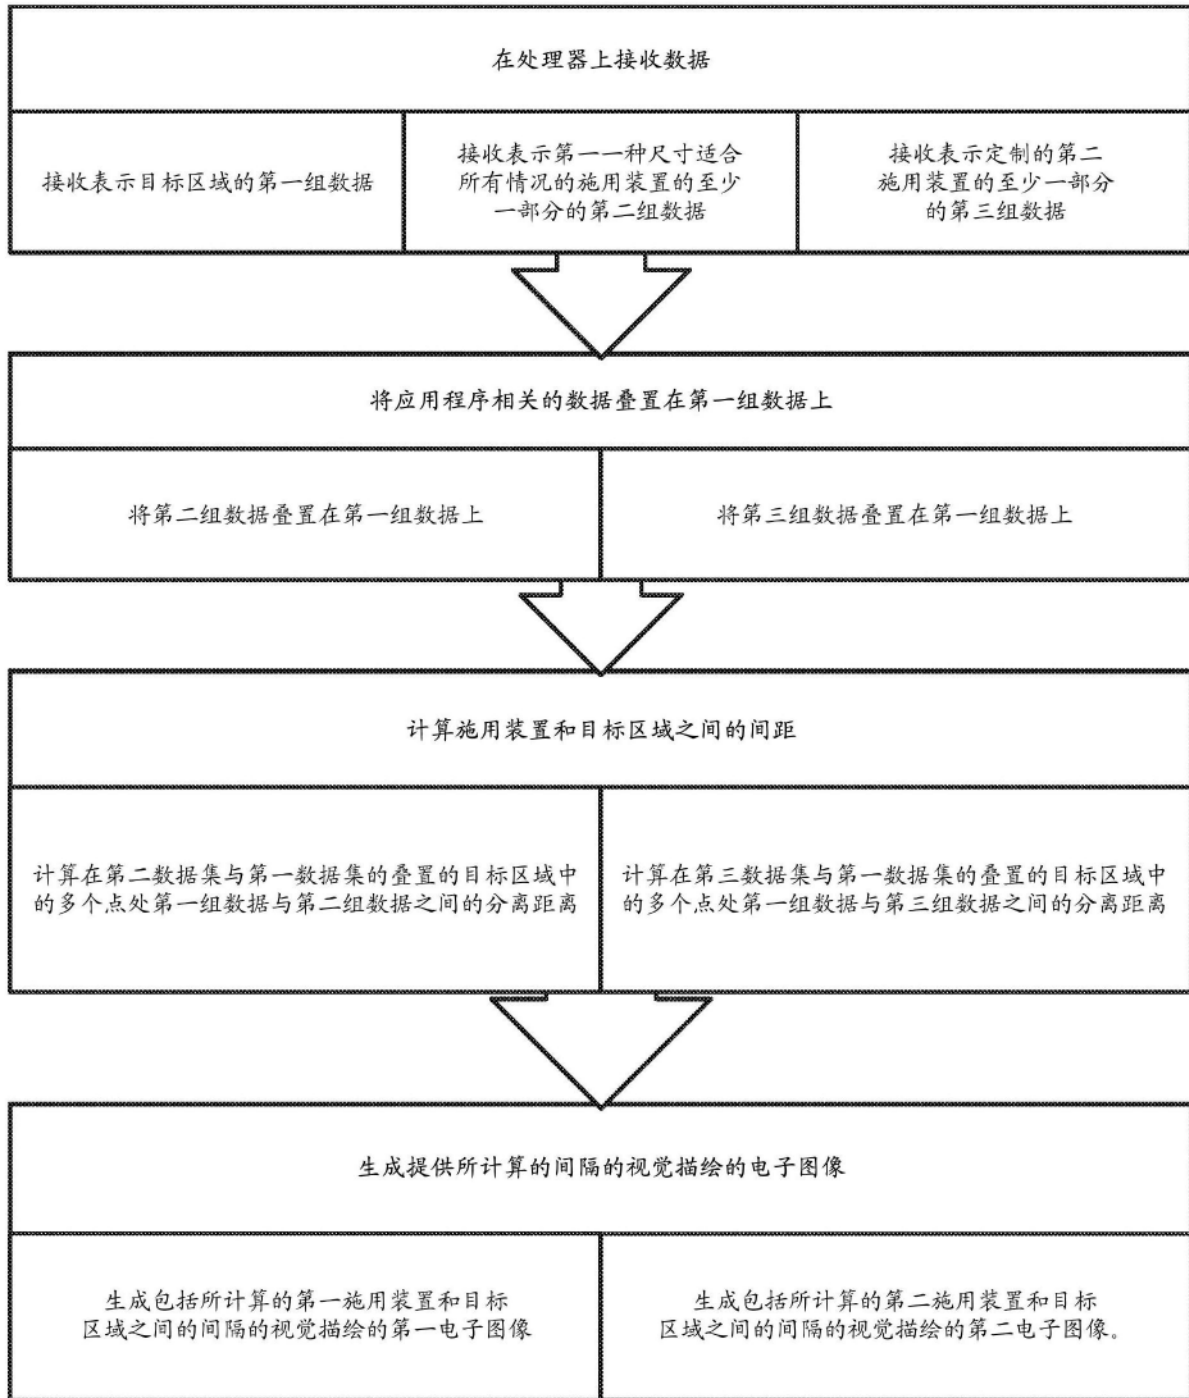 在处理器上接收数据
接收表示目标区域的第一组数据
接收表示第一一种尺寸适合
所有情况的施用装置的至少
一部分的第二组数据
接收表示定制的第二
施用装置的至少一部分
的第三组数据
将应用程序相关的数据叠置在第一组数据上
将第二组数据叠置在第一组数据上
将第三组数据叠置在第一组数据上
计算施用装置和目标区域之间的间距
计算在第二数据集与第一数据集的叠置的目标区域中
的多个点处第一组数据与第二组数据之间的分离距离
计算在第三数据集与第一数据集的叠置的目标区域中
的多个点处第一组数据与第三组数据之间的分离距离
生成提供所计算的间隔的视觉描绘的电子图像
生成包括所计算的第一施用装置和目标
区域之间的间隔的视觉描绘的第一电子图像
生成包括所计算的第二施用装置和目标
区域之间的间隔的视觉描绘的第二电子图像。